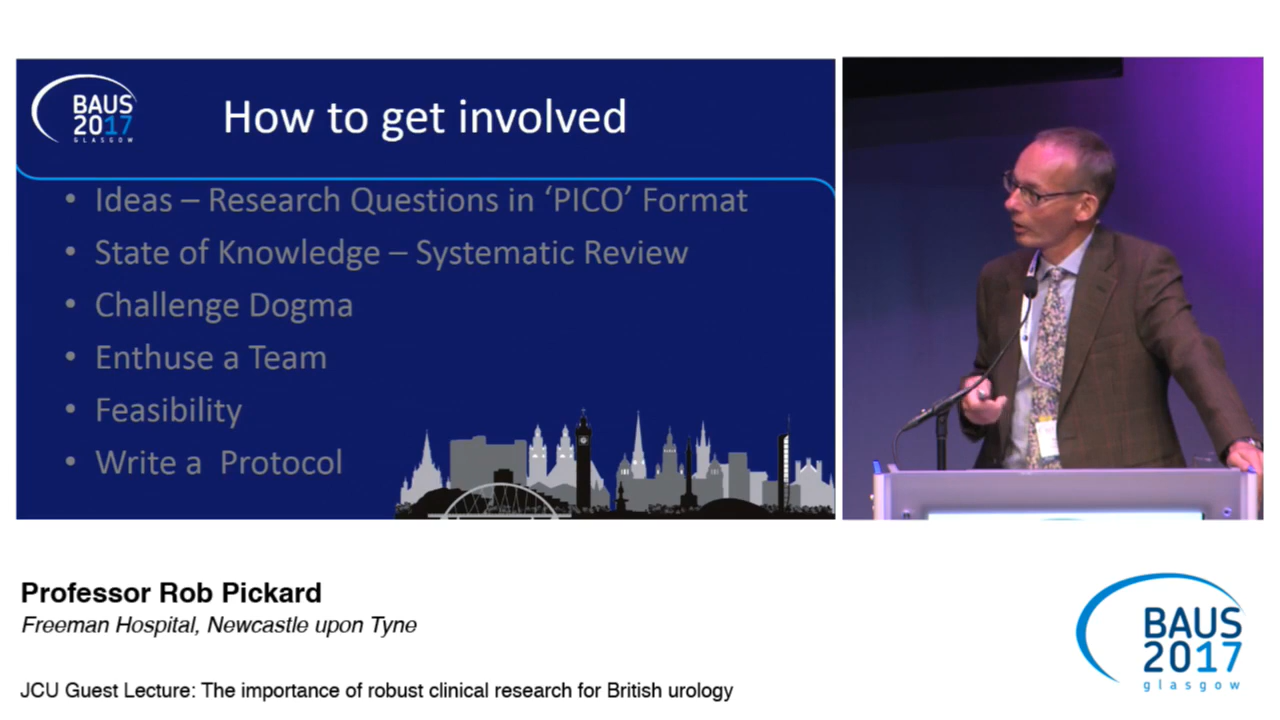 BAUS
2017
GLASGOW
How to get involved
• Ideas – Research Questions in ‘PICO’ Format
• State of Knowledge – Systematic Review
• Challenge Dogma
• Enthuse a Team
• Feasibility
• Write a Protocol
Professor Rob Pickard
Freeman Hospital, Newcastle upon Tyne
JCU Guest Lecture: The importance of robust clinical research for British urology
BAUS
2017
glasgow